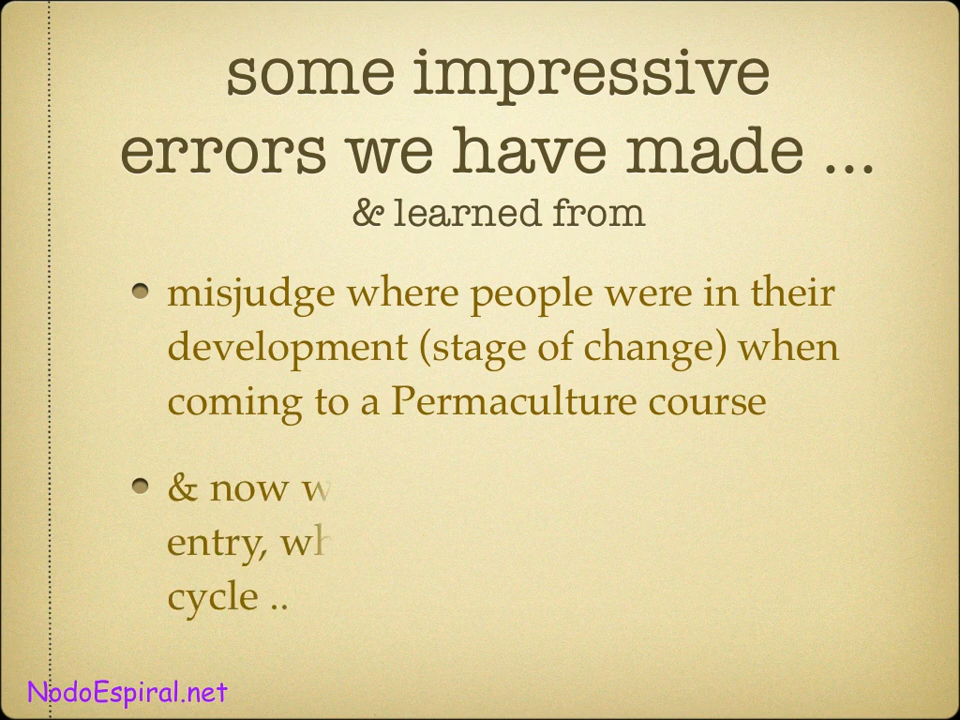 some impressive
errors we have made ...
& learned from
misjudge where people were in their
development (stage of change) when
coming to a Permaculture course
& now
entry,
cycle ..
NodoEspiral.net